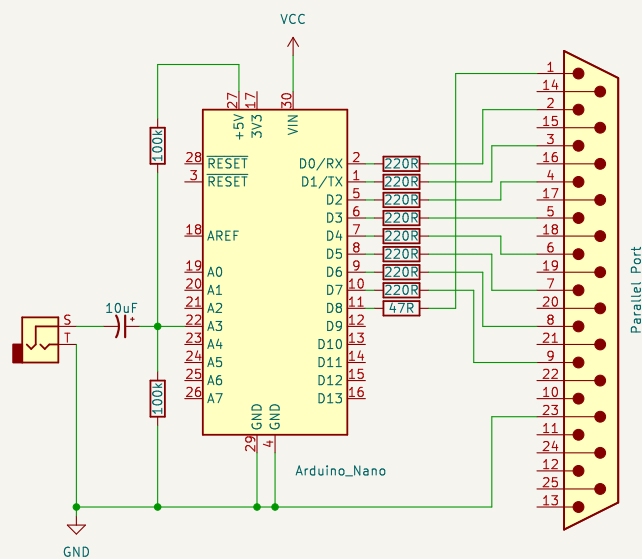 VCC
27
+5V
17
3V3
30
VIN
100k
28 RESET
3 RESET
18 AREF
19 A0
20 A1
21 A2
22 A3
23 A4
24 A5
25 A6
26 A7
D0/RX 2 220R
D1/TX 1 220R
D2 5 220R
D3 6 220R
D4 7 220R
D5 8 220R
D6 9 220R
D7 10 220R
D8 11 47R
D9 12
D10 13
D11 14
D12 15
D13 16
10uF
+
S
T
100k
GND
29
GND
4
Arduino_Nano
GND
1
14
2
15
3
16
4
17
5
18
6
19
7
20
8
21
9
22
10
23
11
24
12
25
13
Parallel Port